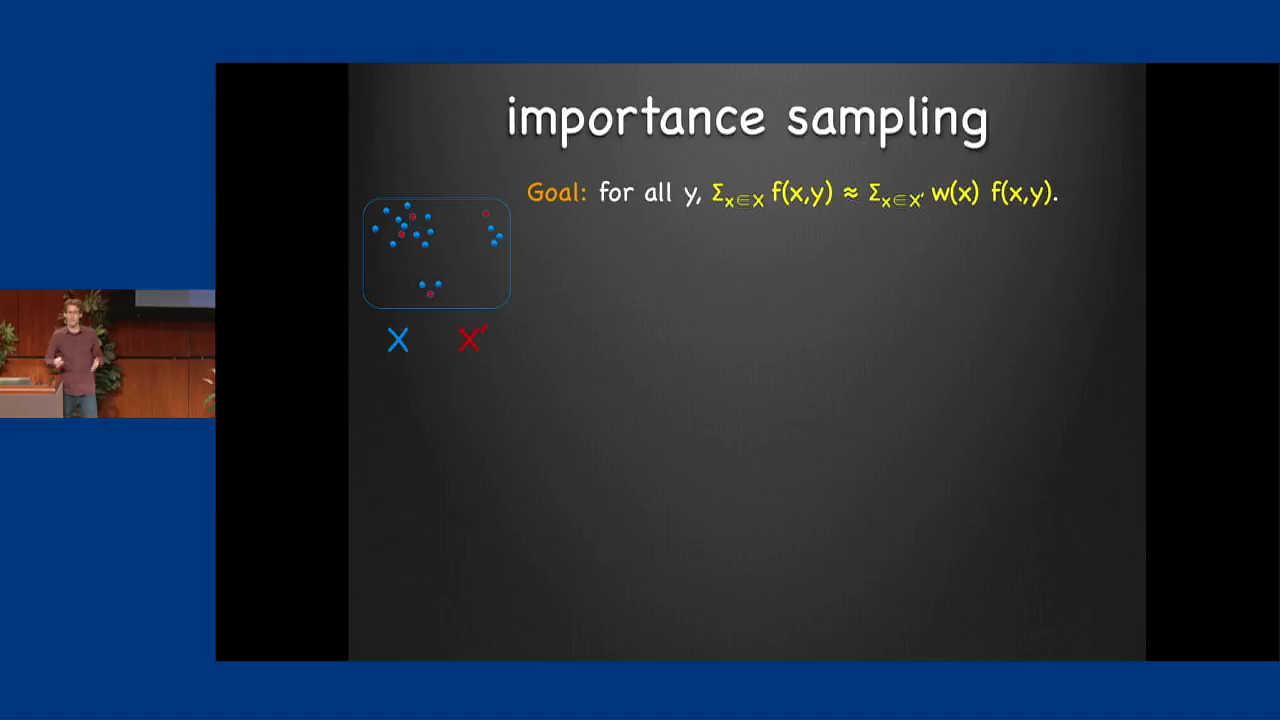 importance sampling
Goal: for all y, Σx∈X f(x,y) ≈ Σx∈X' w(x) f(x,y).
X X'